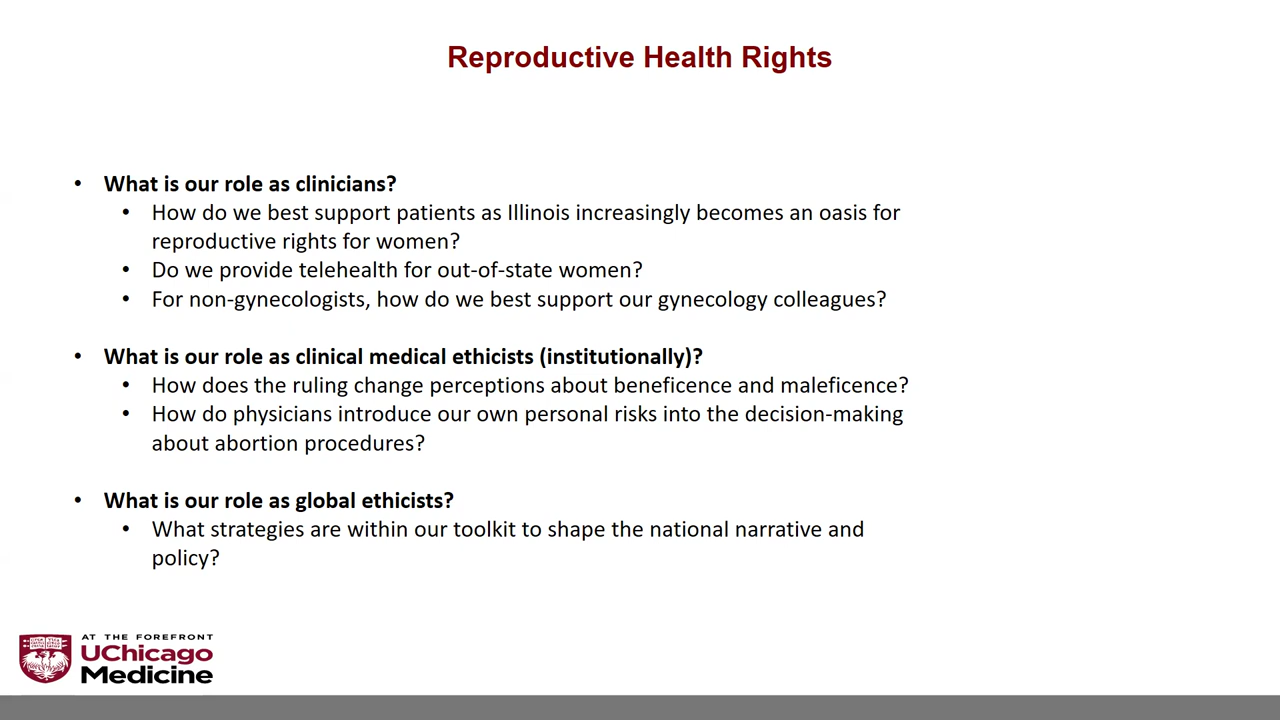 Reproductive Health Rights
• What is our role as clinicians?
• How do we best support patients as Illinois increasingly becomes an oasis for
reproductive rights for women?
• Do we provide telehealth for out-of-state women?
• For non-gynecologists, how do we best support our gynecology colleagues?
• What is our role as clinical medical ethicists (institutionally)?
• How does the ruling change perceptions about beneficence and maleficence?
• How do physicians introduce our own personal risks into the decision-making
about abortion procedures?
• What is our role as global ethicists?
• What strategies are within our toolkit to shape the national narrative and
policy?
AT THE FOREFRONT
UChicago
Medicine